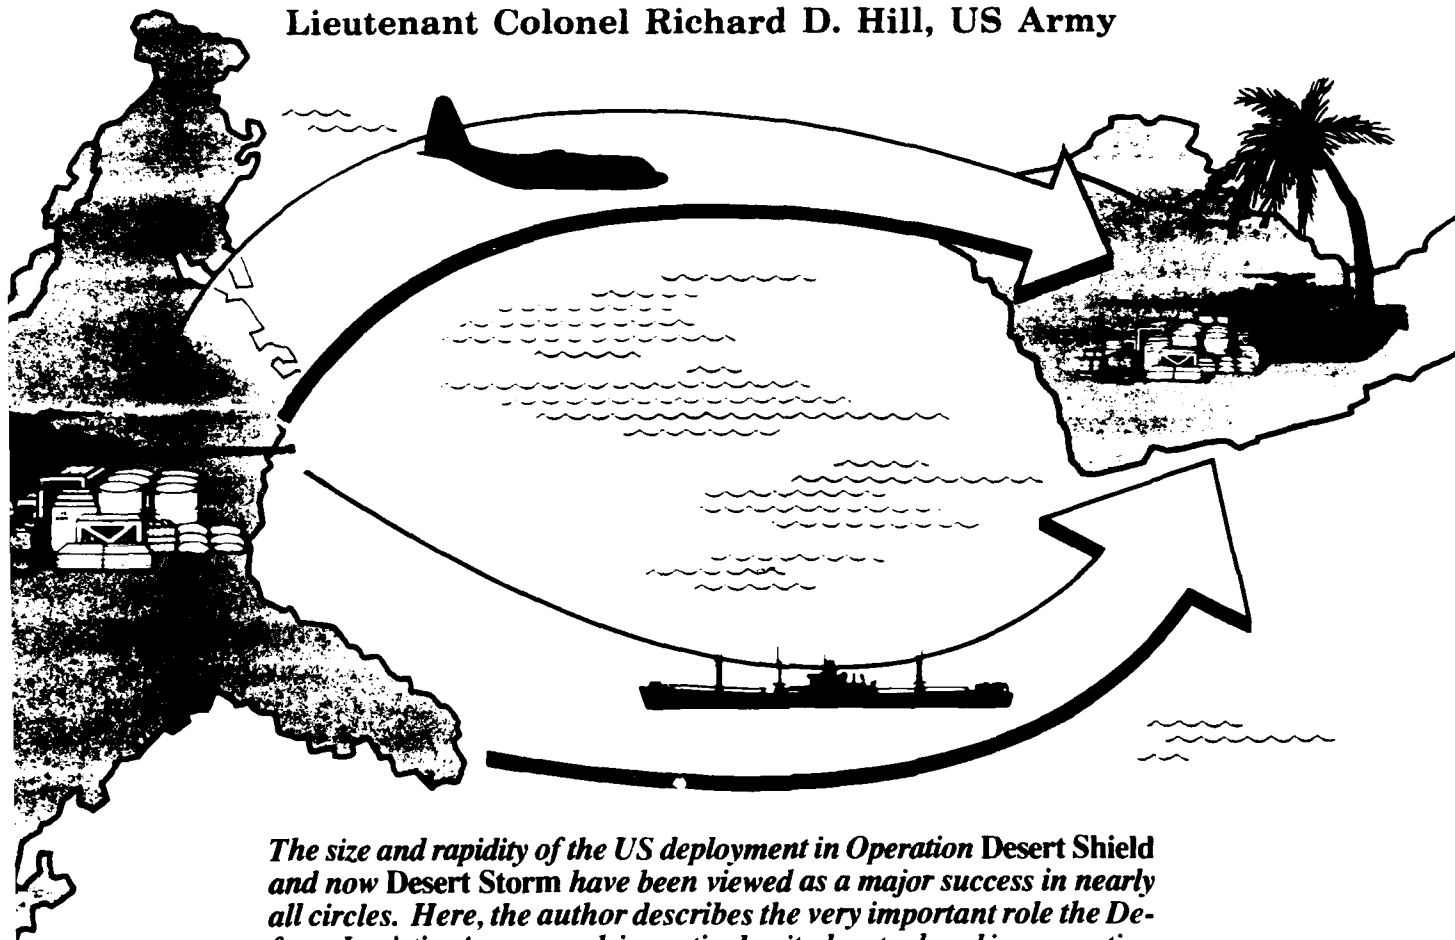 Lieutenant Colonel Richard D. Hill, US Army
The size and rapidity of the US deployment in Operation Desert Shield
and now Desert Storm have been viewed as a major success in nearly
all circles. Here, the author describes the very important role the De-